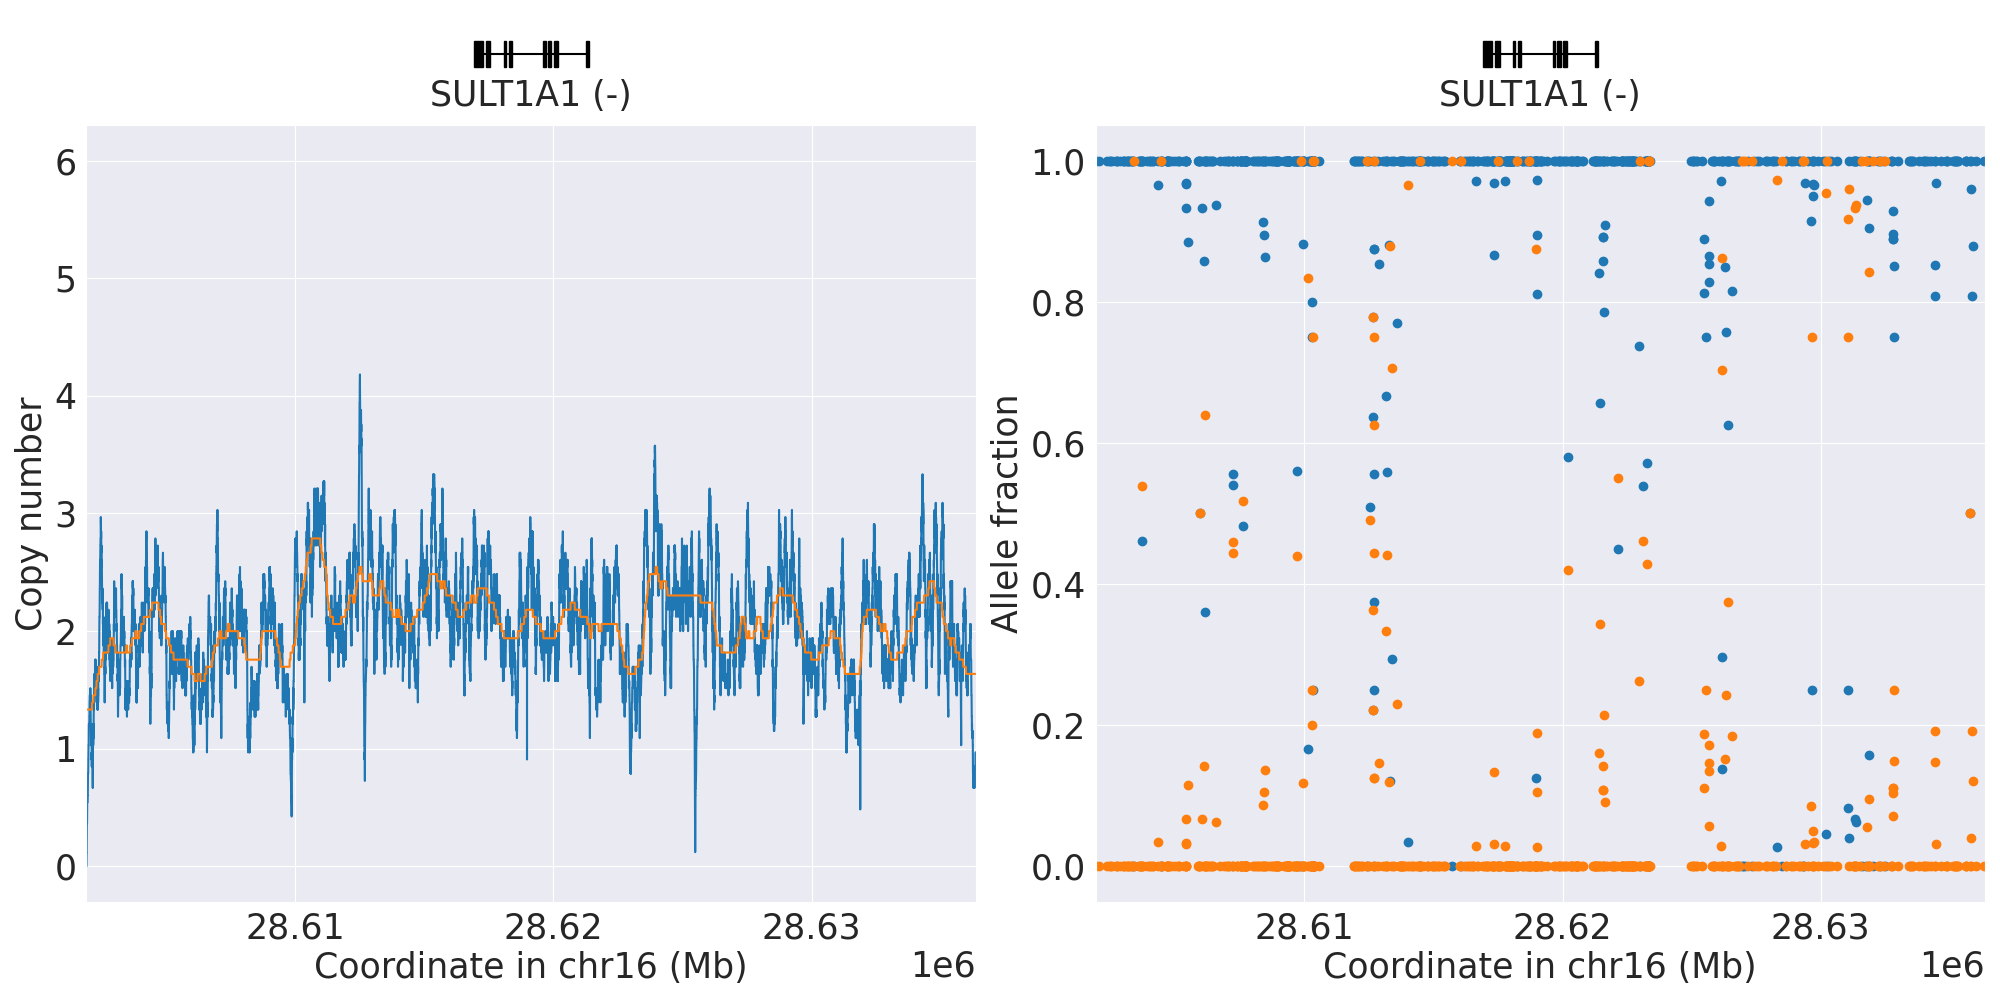 SULT1A1 (-)
Copy number
6
5
4
3
2
1
0
28.61
28.62
28.63
Coordinate in chr16 (Mb)
1e6
SULT1A1 (-)
Allele fraction
1.0
0.8
0.6
0.4
0.2
0.0
28.61
28.62
28.63
Coordinate in chr16 (Mb)
1e6